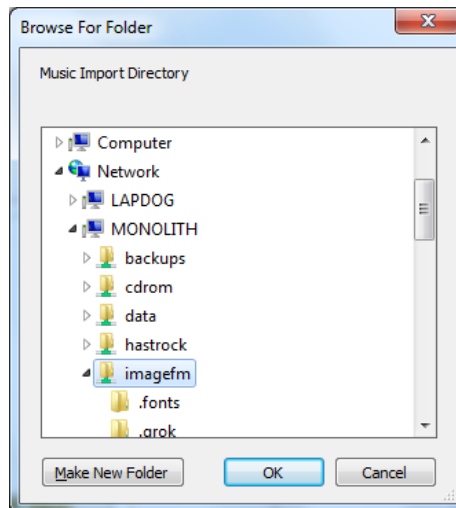 Browse For Folder
Music Import Directory
Computer
Network
LAPDOG
MONOLITH
backups
cdrom
data
hastrock
imagefm
.fonts
.grok
Make New Folder
OK
Cancel